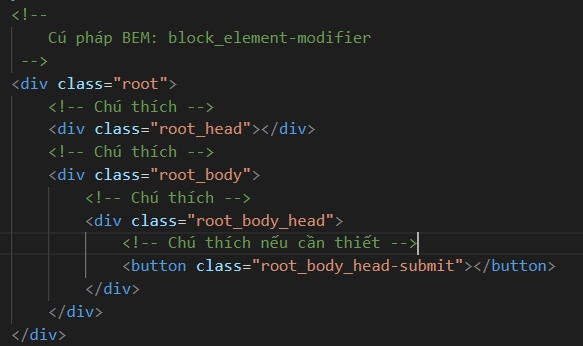 <!--
    Cú pháp BEM: block_element-modifier
 -->
<div class="root">
    <!-- Chú thích -->
    <div class="root_head"></div>
    <!-- Chú thích -->
    <div class="root_body">
        <!-- Chú thích -->
        <div class="root_body_head">
            <!-- Chú thích nếu cần thiết -->
            <button class="root_body_head-submit"></button>
        </div>
    </div>
</div>